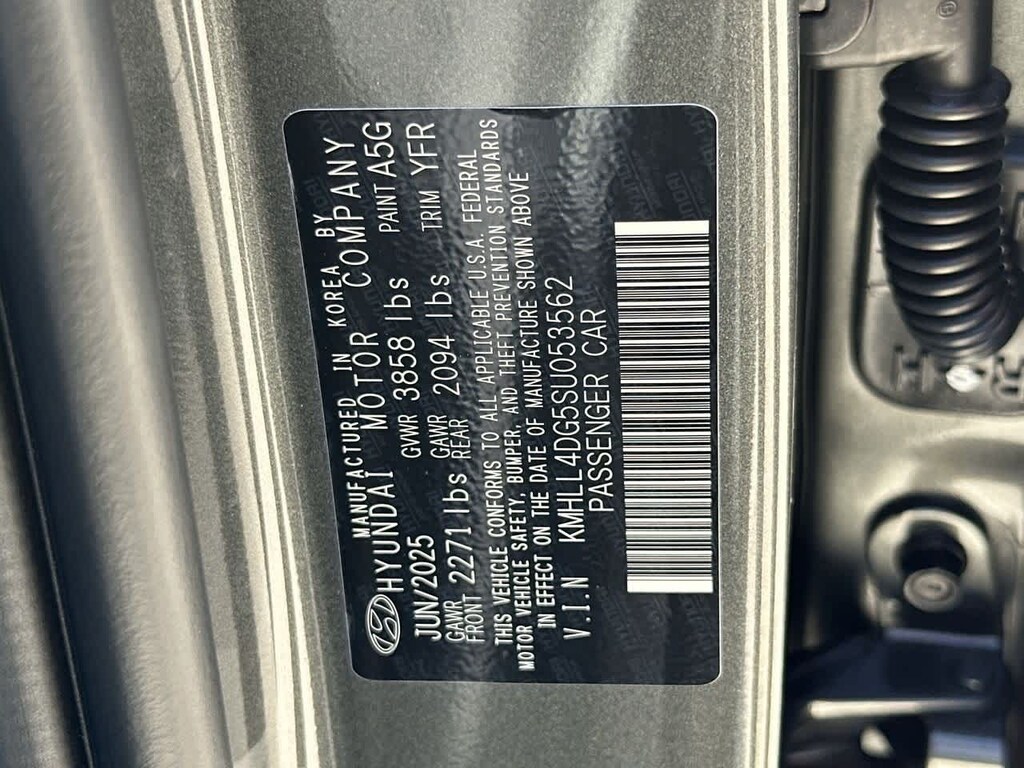 MANUFACTURED IN KOREA BY
HYUNDAI MOTOR COMPANY
JUN/2025 GVWR 3858 lbs PAINT A5G
GAWR FRONT 2271 lbs GAWR REAR 2094 lbs TRIM YFR
THIS VEHICLE CONFORMS TO ALL APPLICABLE U.S.A. FEDERAL
MOTOR VEHICLE SAFETY, BUMPER, AND THEFT PREVENTION STANDARDS
IN EFFECT ON THE DATE OF MANUFACTURE SHOWN ABOVE
V.I.N KMHLL4DG5SU053562
PASSENGER CAR